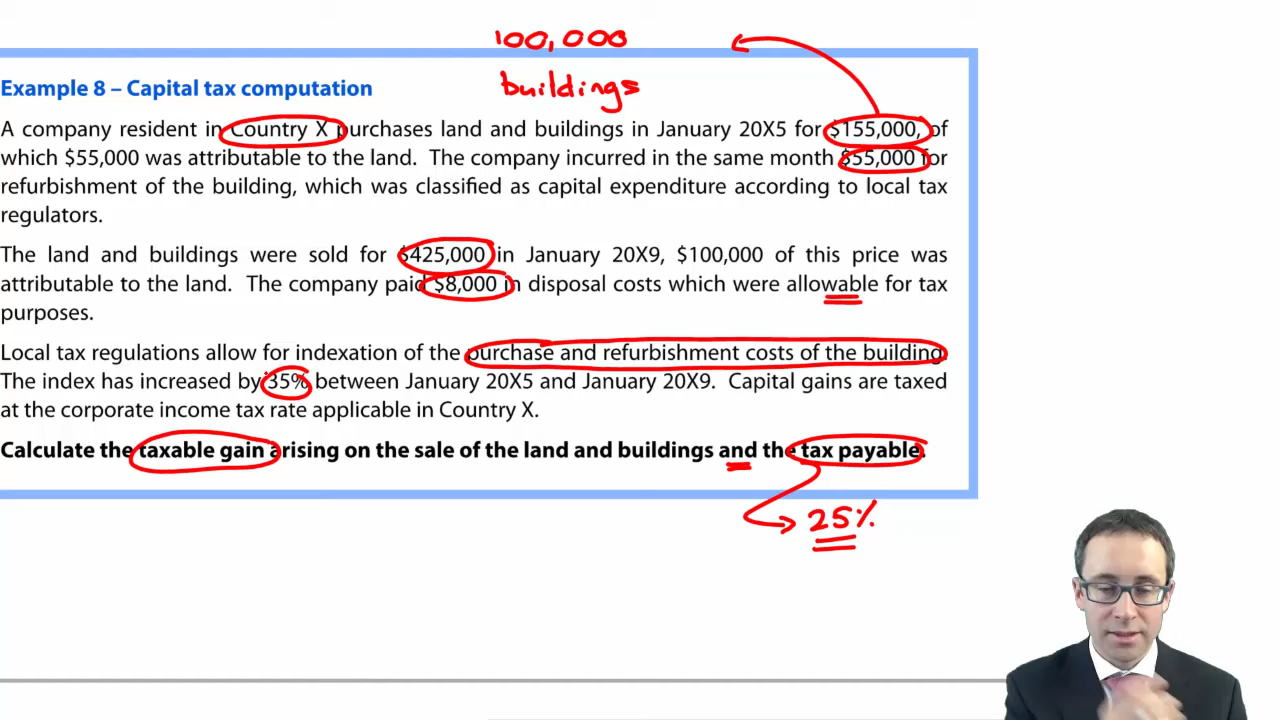 100,000
buildings
Example 8 – Capital tax computation
A company resident in Country X purchases land and buildings in January 20X5 for $155,000, of
which $55,000 was attributable to the land. The company incurred in the same month $55,000 for
refurbishment of the building, which was classified as capital expenditure according to local tax
regulators.
The land and buildings were sold for $425,000 in January 20X9, $100,000 of this price was
attributable to the land. The company paid $8,000 in disposal costs which were allowable for tax
purposes.
Local tax regulations allow for indexation of the purchase and refurbishment costs of the building.
The index has increased by 35% between January 20X5 and January 20X9. Capital gains are taxed
at the corporate income tax rate applicable in Country X.
Calculate the taxable gain arising on the sale of the land and buildings and the tax payable.
25%